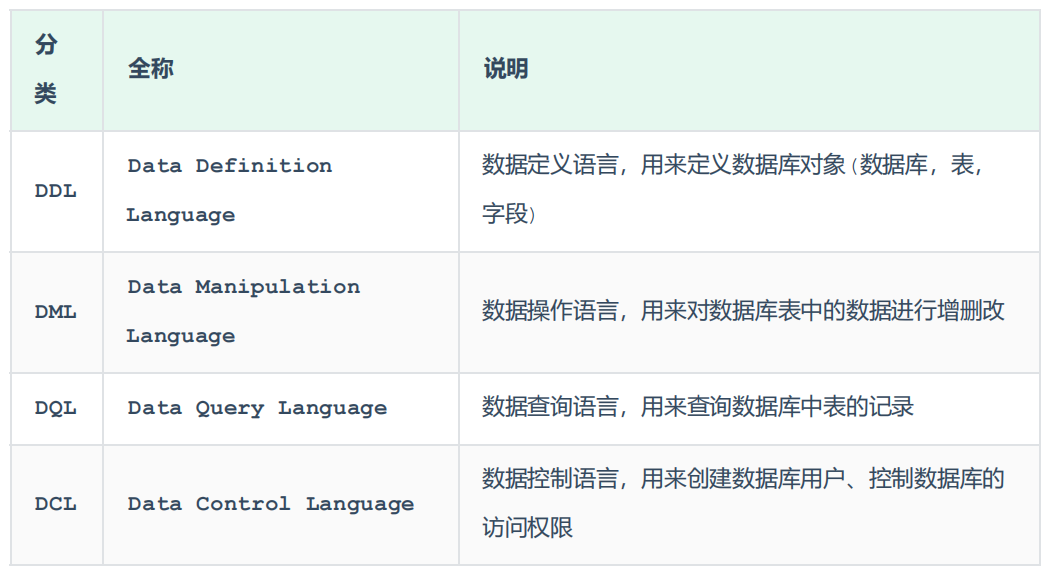 分
类
全称
说明
DDL
Data Definition
Language
数据定义语言，用来定义数据库对象(数据库，表，
字段)
DML
Data Manipulation
Language
数据操作语言，用来对数据库表中的数据进行增删改
DQL
Data Query Language
数据查询语言，用来查询数据库中表的记录
DCL
Data Control Language
数据控制语言，用来创建数据库用户、控制数据库的
访问权限